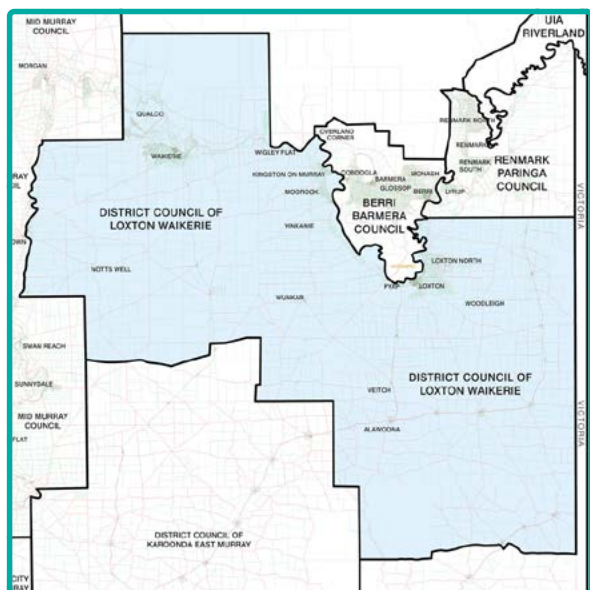 MID MURRAY
COUNCIL
UIA
RIVERLAND
MORGAN
QUALCO
RENMARK NORTH
OVERLAND
CORNER
WAIKERIE
WIGLEY FLAT
RENMARK
RENMARK
SOUTH
RENMARK
PARINGA
COUNCIL
KINGSTON ON MURRAY
COBDOGLA
BARMERA
MONASH
GLOSSOP
BERRI
LYRUP
MOOROOK
BERRI
BARMERA
COUNCIL
VICTORIA
DISTRICT COUNCIL OF
LOXTON WAIKERIE
YINKANIE
NOTTS WELL
LOXTON NORTH
PYAP
LOXTON
WUNKAR
WOODLEIGH
SWAN REACH
DISTRICT COUNCIL OF
LOXTON WAIKERIE
SUNNYDALE
VEITCH
MID MURRAY
COUNCIL
VICTORIA
ALAWOONA
FLAT
DISTRICT COUNCIL OF
KAROONDA EAST MURRAY
CITY
RAY